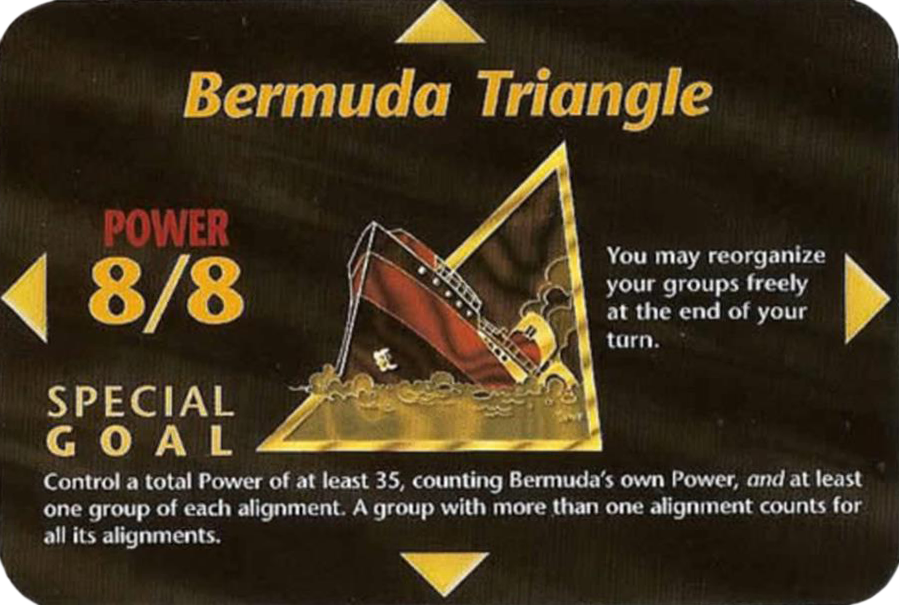 Bermuda Triangle
POWER
8/8
You may reorganize
your groups freely
at the end of your
turn.
SPECIAL
GOAL
Control a total Power of at least 35, counting Bermuda's own Power, and at least
one group of each alignment. A group with more than one alignment counts for
all its alignments.